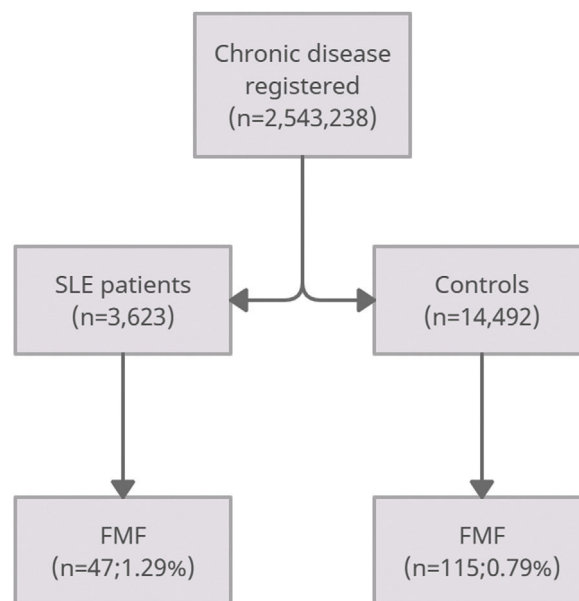 Chronic disease
registered
(n=2,543,238)
SLE patients
(n=3,623)
Controls
(n=14,492)
FMF
(n=47;1.29%)
FMF
(n=115;0.79%)